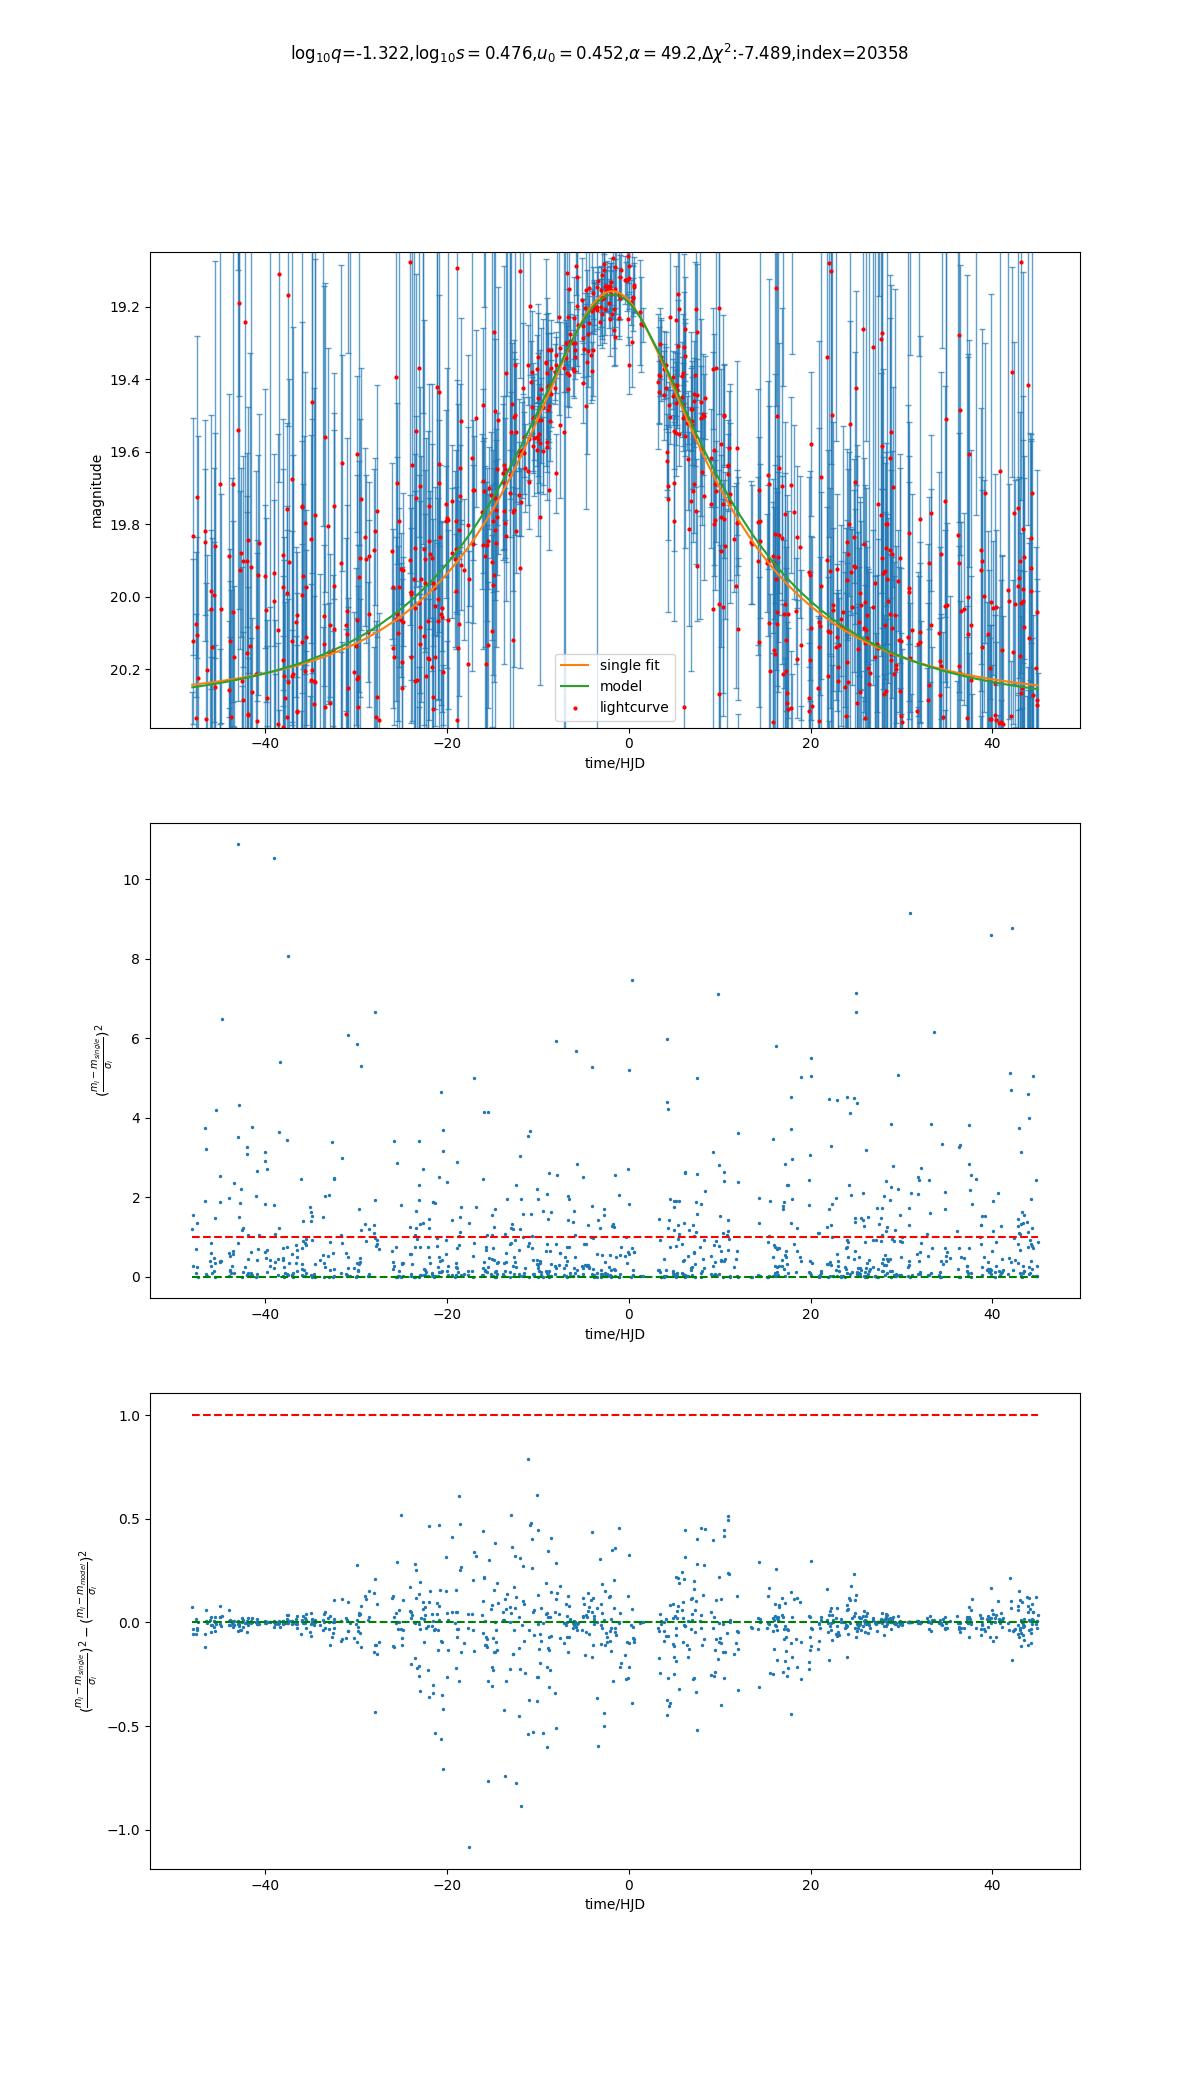 log₁₀q=-1.322,log₁₀s = 0.476,u₀ = 0.452,α = 49.2,Δχ²:-7.489,index=20358
19.2
19.4
19.6
19.8
20.0
20.2
magnitude
single fit
model
lightcurve
−40 −20 0 20 40
time/HJD
10
8
6
4
2
0
((mᵢ − m_single)/σᵢ)²
−40 −20 0 20 40
time/HJD
1.0
0.5
0.0
−0.5
−1.0
((mᵢ − m_single)/σᵢ)² − ((mᵢ − m_model)/σᵢ)²
−40 −20 0 20 40
time/HJD